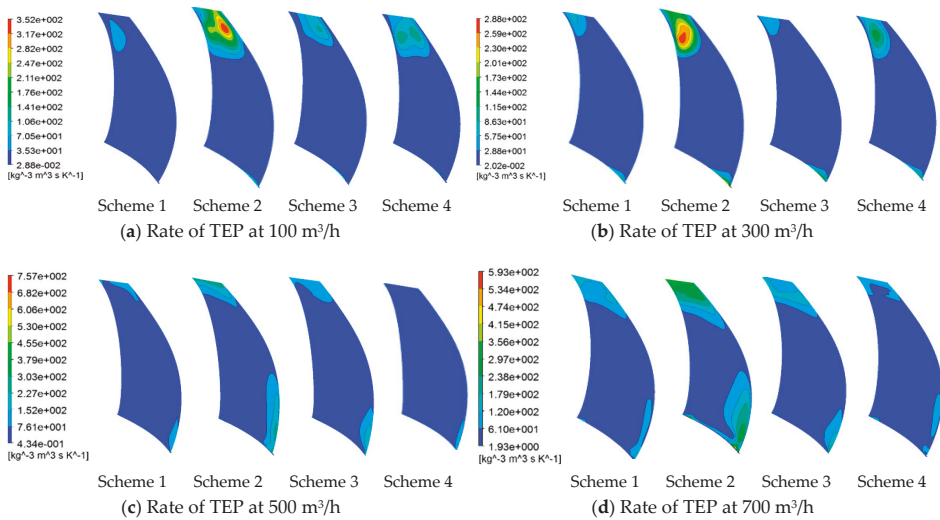 3.52e+002
3.17e+002
2.82e+002
2.47e+002
2.11e+002
1.76e+002
1.41e+002
1.06e+002
7.05e+001
3.53e+001
2.88e-002
[kg^-3 m^3 s K^-1]
Scheme 1 Scheme 2 Scheme 3 Scheme 4
(a) Rate of TEP at 100 m³/h
2.88e+002
2.59e+002
2.30e+002
2.01e+002
1.73e+002
1.44e+002
1.15e+002
8.63e+001
5.75e+001
2.88e+001
2.02e-002
[kg^-3 m^3 s K^-1]
Scheme 1 Scheme 2 Scheme 3 Scheme 4
(b) Rate of TEP at 300 m³/h
7.57e+002
6.82e+002
6.06e+002
5.30e+002
4.55e+002
3.79e+002
3.03e+002
2.27e+002
1.52e+002
7.61e+001
4.34e-001
[kg^-3 m^3 s K^-1]
Scheme 1 Scheme 2 Scheme 3 Scheme 4
(c) Rate of TEP at 500 m³/h
5.93e+002
5.34e+002
4.74e+002
4.15e+002
3.56e+002
2.97e+002
2.38e+002
1.79e+002
1.20e+002
6.10e+001
1.93e+000
[kg^-3 m^3 s K^-1]
Scheme 1 Scheme 2 Scheme 3 Scheme 4
(d) Rate of TEP at 700 m³/h